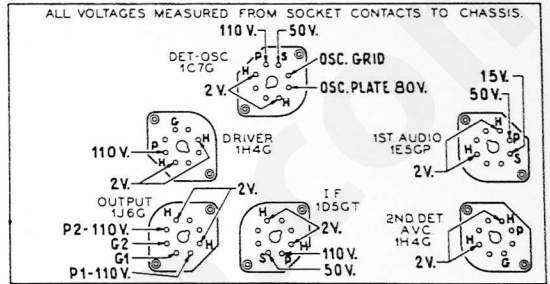 ALL VOLTAGES MEASURED FROM SOCKET CONTACTS TO CHASSIS.
110 V. 50 V.
DET-OSC
1C7G
P S
H
OSC. GRID
2 V.
OSC. PLATE 80 V.
H
G
H
P
110 V.
H
2 V.
DRIVER
1H4G
15 V.
50 V.
1ST AUDIO
1E5GP
H
P
H
S
2 V.
OUTPUT
1J6G
2 V.
H
P2-110 V.
G2
G1
H
P1-110 V.
I F
1D5GT
H
2 V.
H
S P
110 V.
50 V.
2ND DET.
A.V.C.
1H4G
H
P
H
2 V.
G